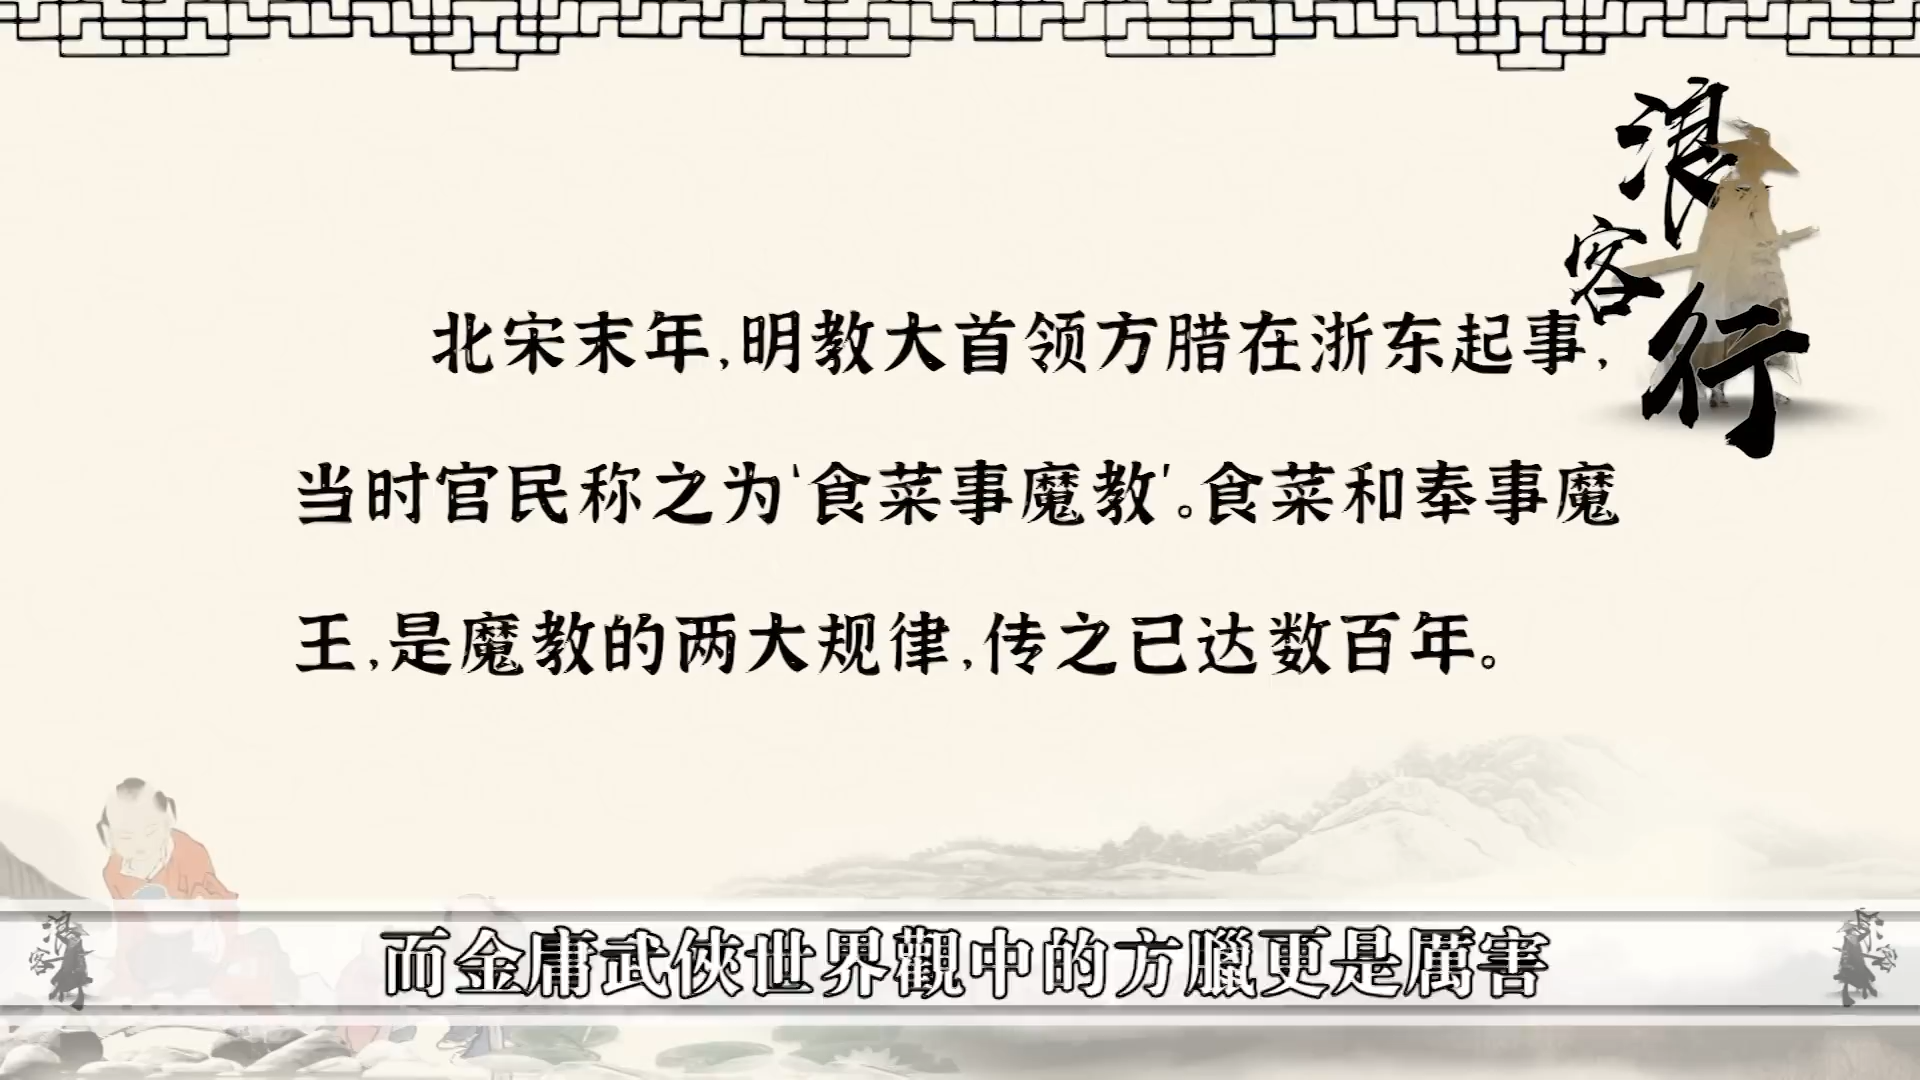 浪客行
北宋末年,明教大首领方腊在浙东起事,
当时官民称之为‘食菜事魔教’。食菜和奉事魔
王,是魔教的两大规律,传之已达数百年。
浪客行
而金庸武俠世界觀中的方臘更是厲害